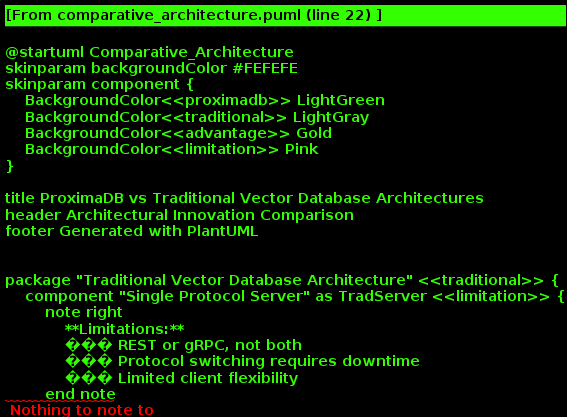 [From comparative_architecture.puml (line 22) ]
@startuml Comparative_Architecture
skinparam backgroundColor #FEFEFE
skinparam component {
BackgroundColor<<proximadb>> LightGreen
BackgroundColor<<traditional>> LightGray
BackgroundColor<<advantage>> Gold
BackgroundColor<<limitation>> Pink
}
title ProximaDB vs Traditional Vector Database Architectures
header Architectural Innovation Comparison
footer Generated with PlantUML
package "Traditional Vector Database Architecture" <<traditional>> {
component "Single Protocol Server" as TradServer <<limitation>> {
note right
**Limitations:**
��� REST or gRPC, not both
��� Protocol switching requires downtime
��� Limited client flexibility
end note
Nothing to note to